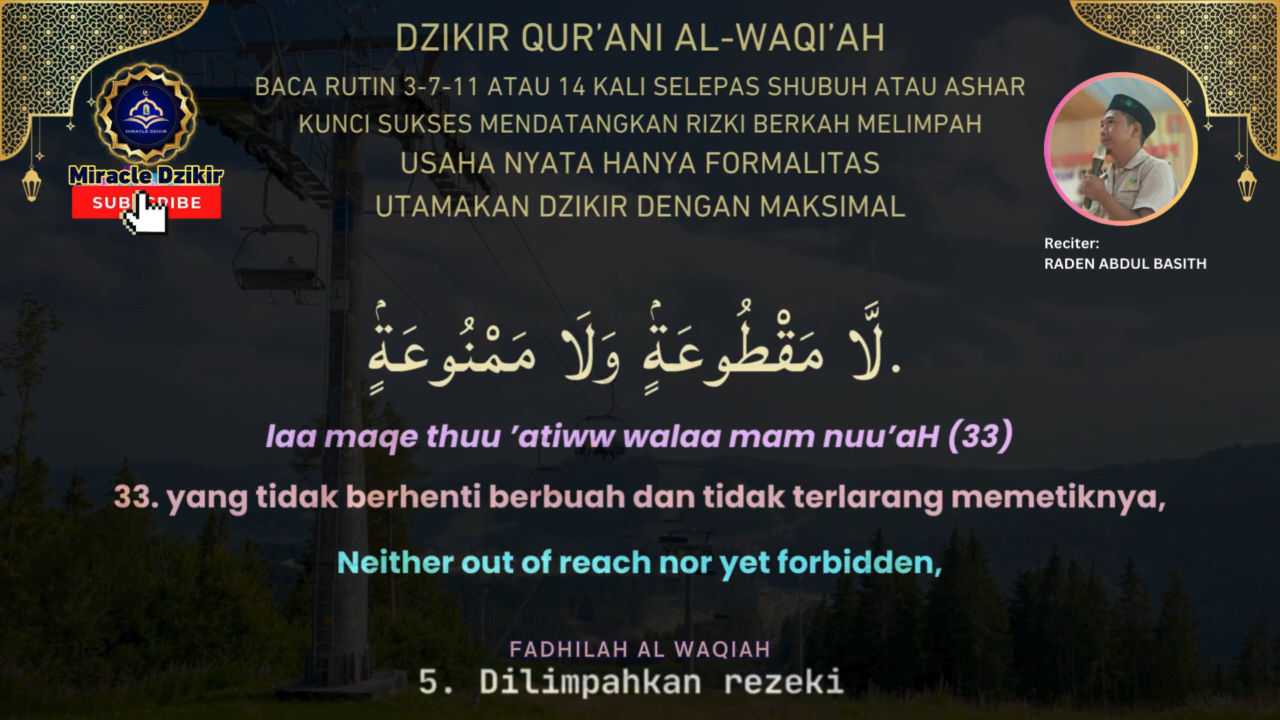 DZIKIR QUR’ANI AL-WAQI’AH
BACA RUTIN 3-7-11 ATAU 14 KALI SELEPAS SHUBUH ATAU ASHAR
KUNCI SUKSES MENDATANGKAN RIZKI BERKAH MELIMPAH
USAHA NYATA HANYA FORMALITAS
UTAMAKAN DZIKIR DENGAN MAKSIMAL
MIRACLE DZIKIR
Miracle Dzikir
Reciter:
RADEN ABDUL BASITH
لَّا مَقْطُوعَةٍۢ وَلَا مَمْنُوعَةٍۢ.
laa maqe thuu ’atiww walaa mam nuu’aH (33)
33. yang tidak berhenti berbuah dan tidak terlarang memetiknya,
Neither out of reach nor yet forbidden,
FADHILAH AL WAQIAH
5. Dilimpahkan rezeki